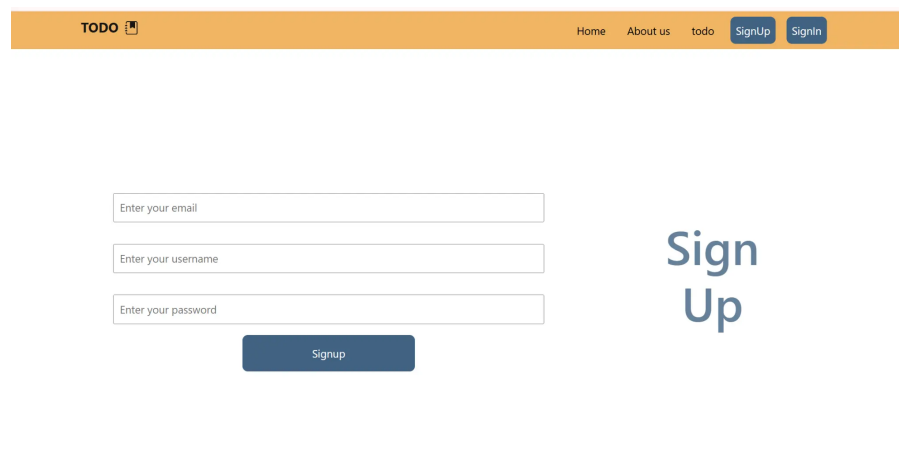 TODO
Home About us todo SignUp SignIn
Enter your email
Enter your username
Enter your password
Signup
Sign
Up